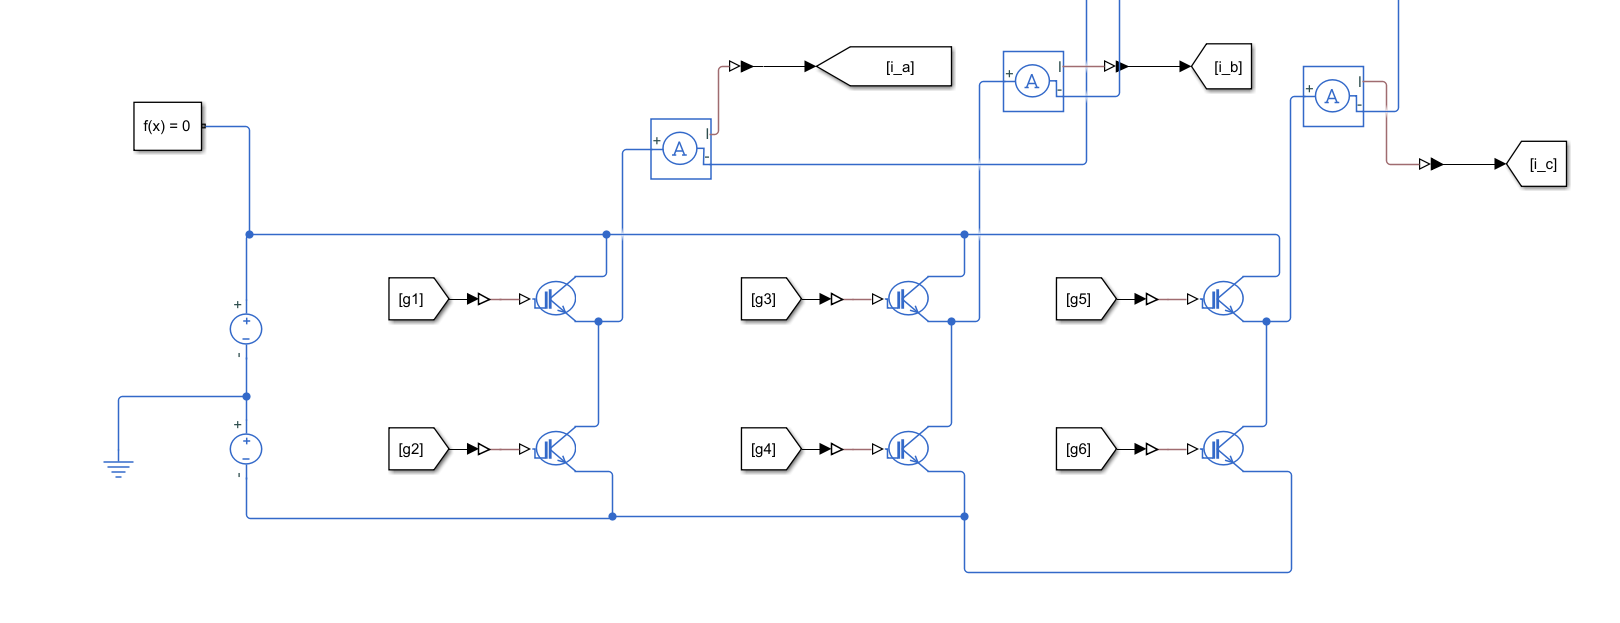 [i_a]
[i_b]
[i_c]
f(x) = 0
+ A I -
+ A I -
+ A I -
[g1]
[g3]
[g5]
+
+
-
-
[g2]
[g4]
[g6]
+
+
-
-